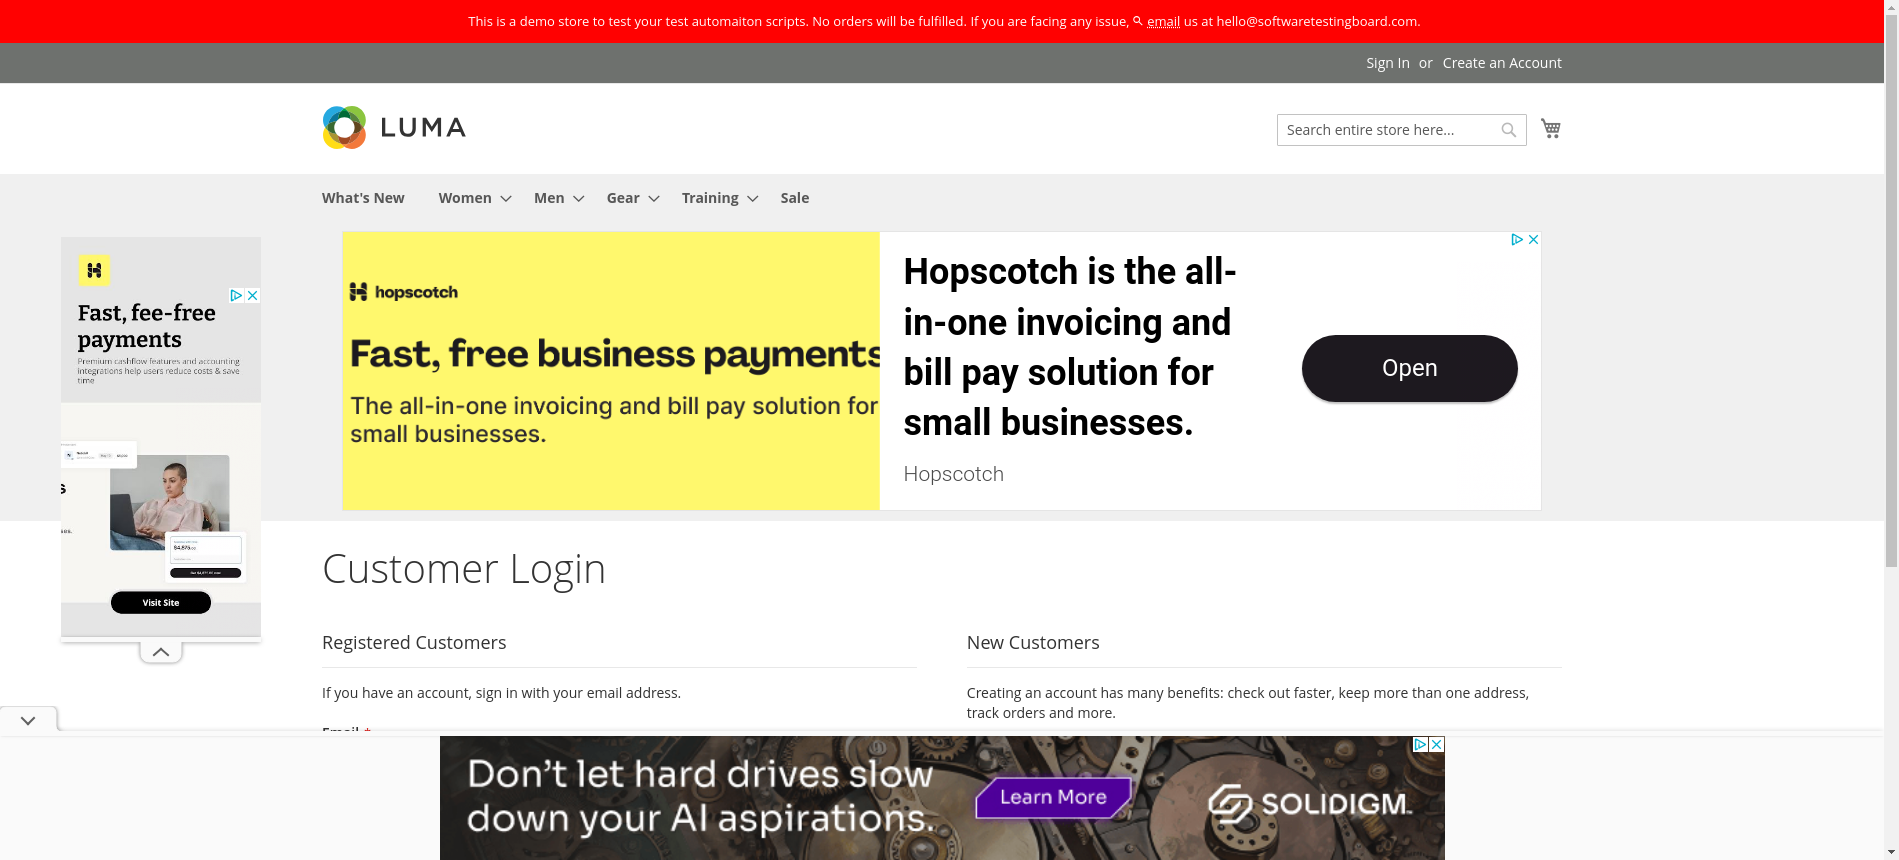 This is a demo store to test your test automaiton scripts. No orders will be fulfilled. If you are facing any issue, email us at hello@softwaretestingboard.com.
Sign In or Create an Account
LUMA
Search entire store here...
What's New Women Men Gear Training Sale
Fast, fee-free
payments
Premium cashflow features and accounting
integrations help users reduce costs & save
time
Visit Site
hopscotch
Fast, free business payments
The all-in-one invoicing and bill pay solution for
small businesses.
Hopscotch is the all-
in-one invoicing and
bill pay solution for
small businesses.
Hopscotch
Open
Customer Login
Registered Customers
If you have an account, sign in with your email address.
Email *
New Customers
Creating an account has many benefits: check out faster, keep more than one address,
track orders and more.
Don't let hard drives slow
down your AI aspirations.
Learn More
SOLIDIGM